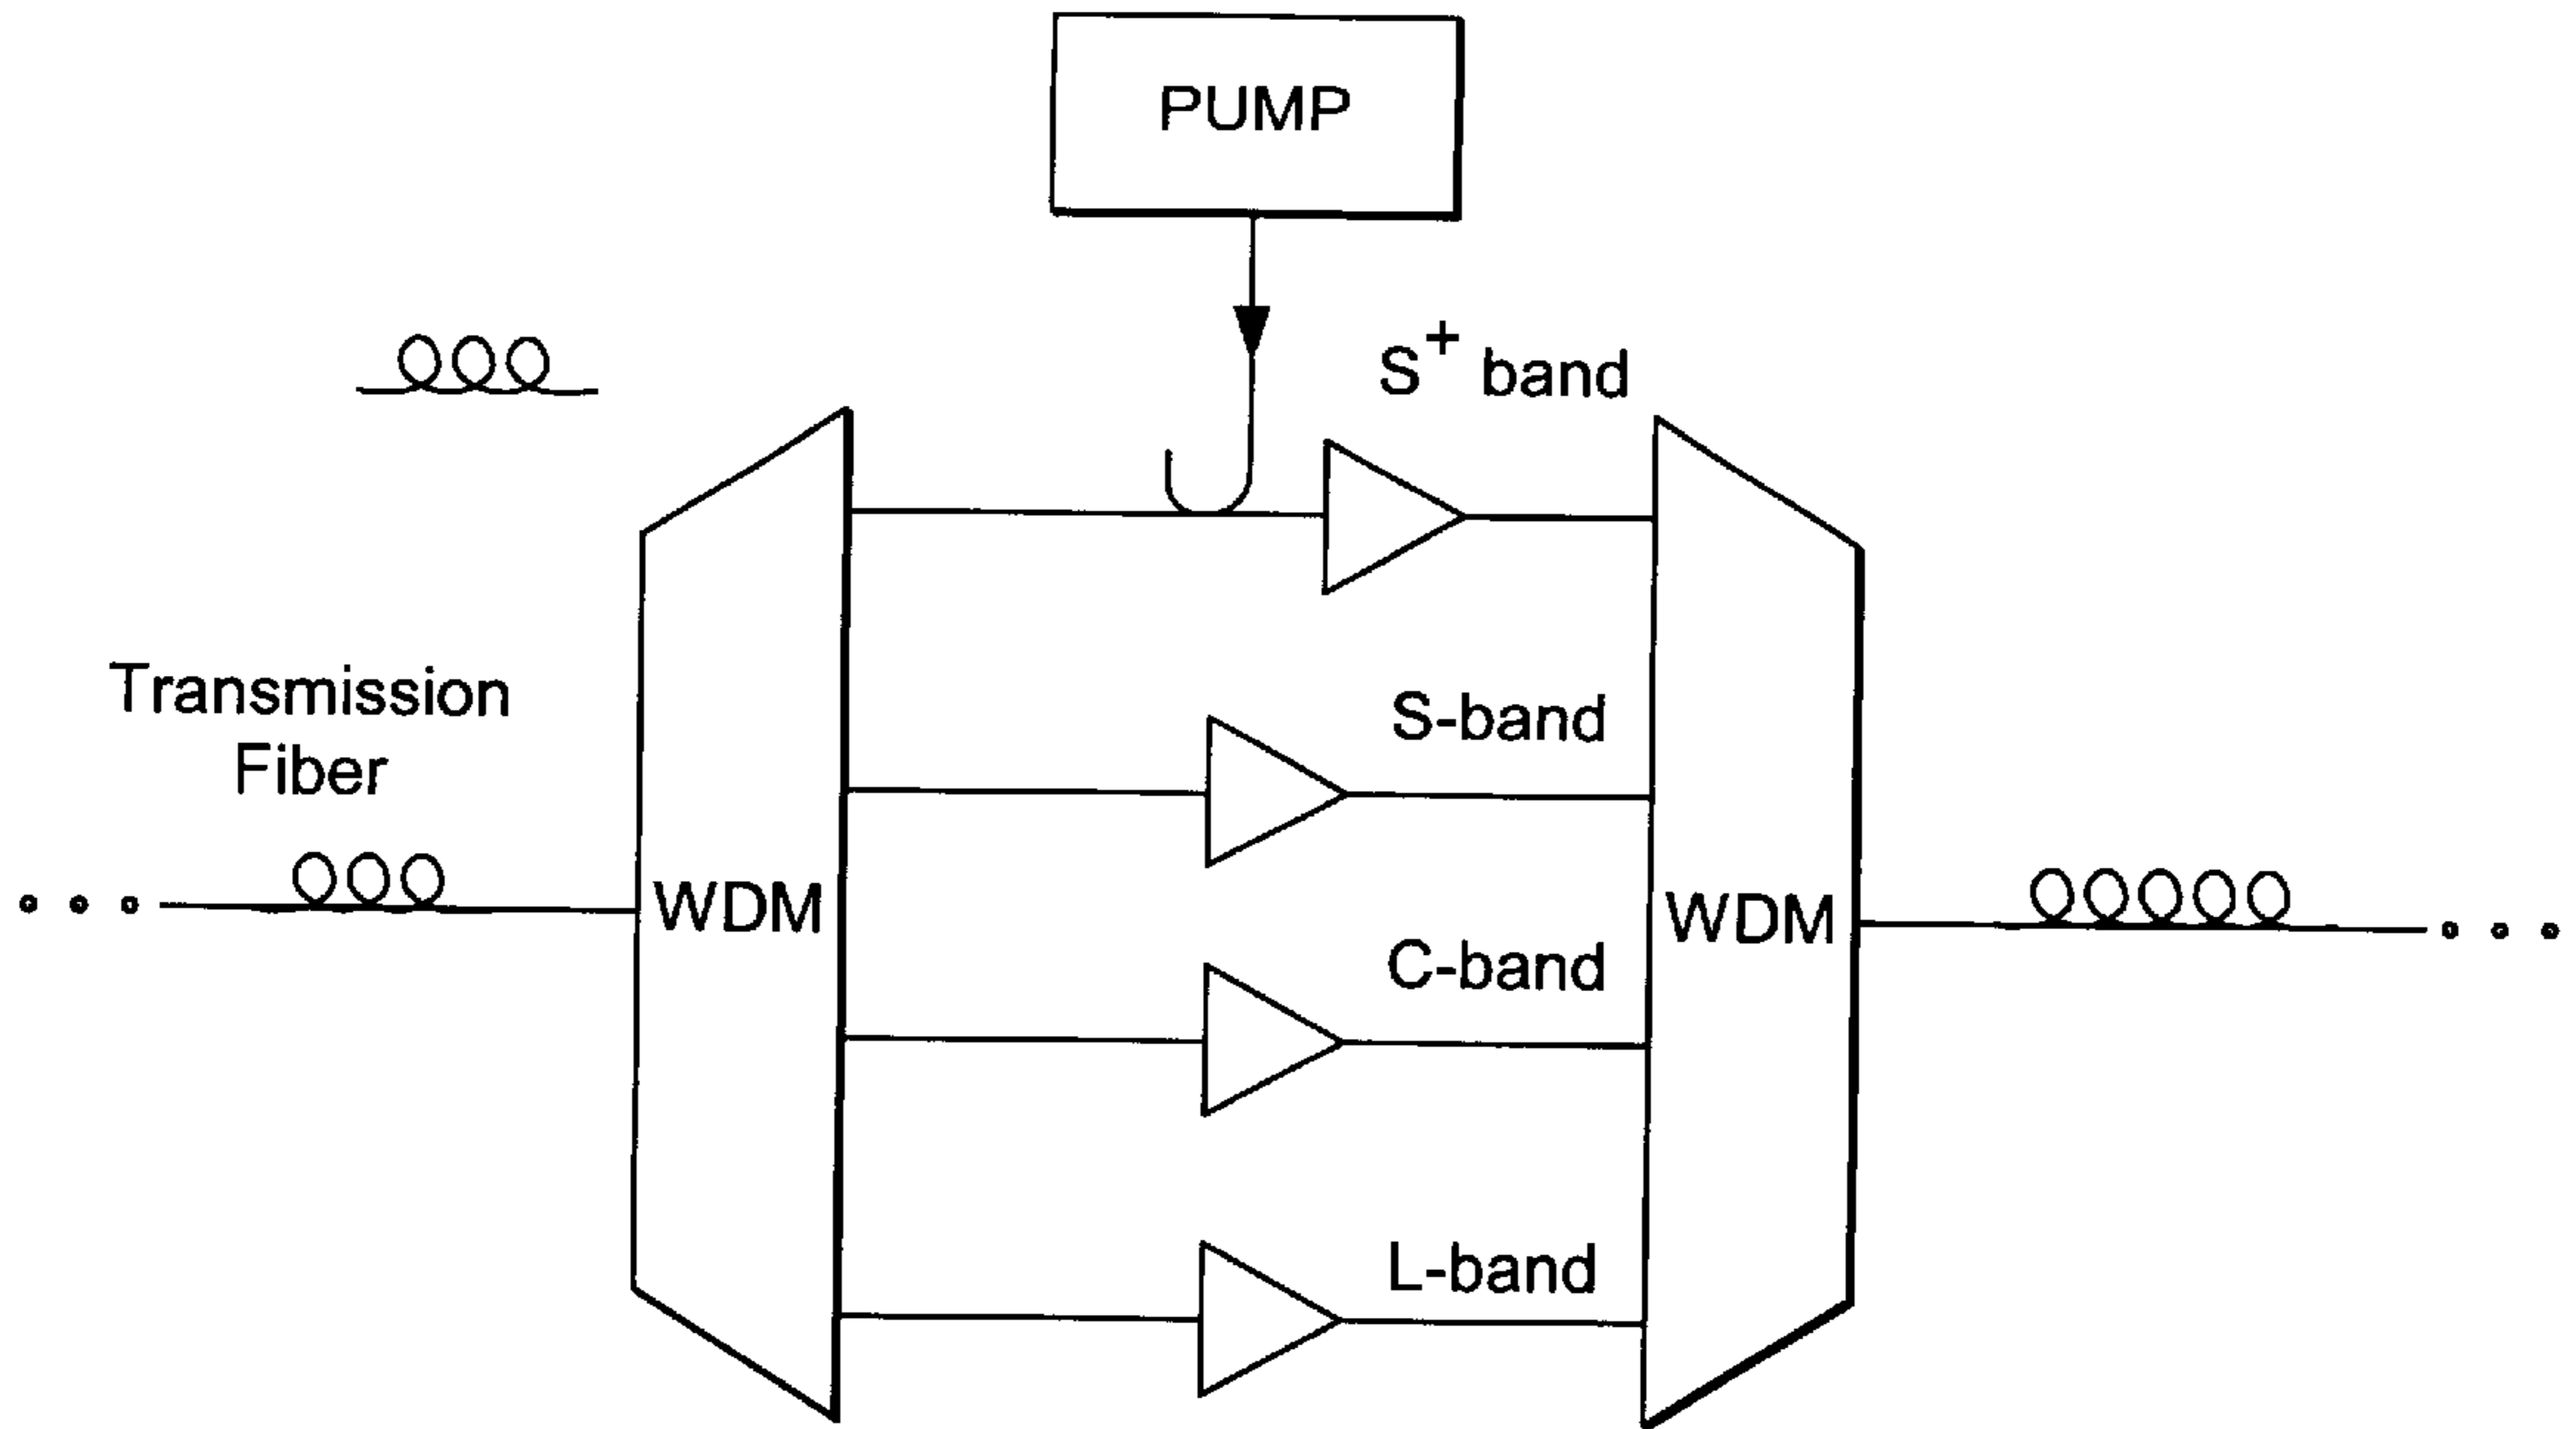 PUMP
S⁺ band
Transmission
Fiber
S-band
WDM
WDM
C-band
L-band